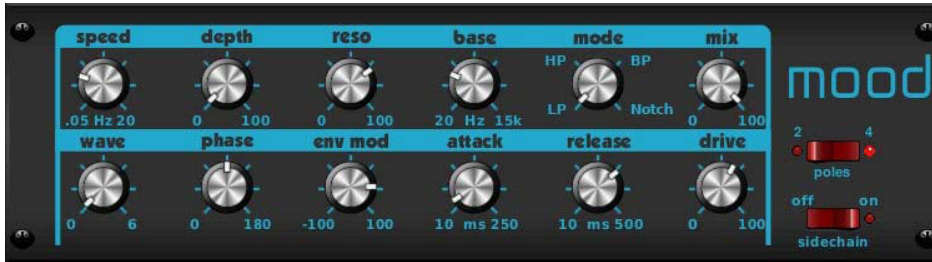 speed depth reso base mode mix
HP BP
mood
LP Notch
.05 Hz 20 0 100 0 100 20 Hz 15k 0 100
2 4
poles
wave phase env mod attack release drive
off on
0 6 0 180 -100 100 10 ms 250 10 ms 500 0 100
sidechain